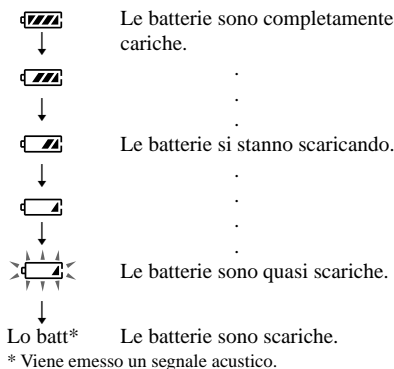 Le batterie sono completamente
cariche.
.
.
.
Le batterie si stanno scaricando.
.
.
.
.
Le batterie sono quasi scariche.
Lo batt* Le batterie sono scariche.
* Viene emesso un segnale acustico.